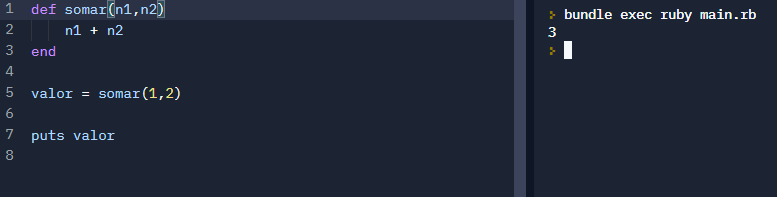 1 def somar(n1,n2)
2     n1 + n2
3 end
4
5 valor = somar(1,2)
6
7 puts valor
8
> bundle exec ruby main.rb
3
>